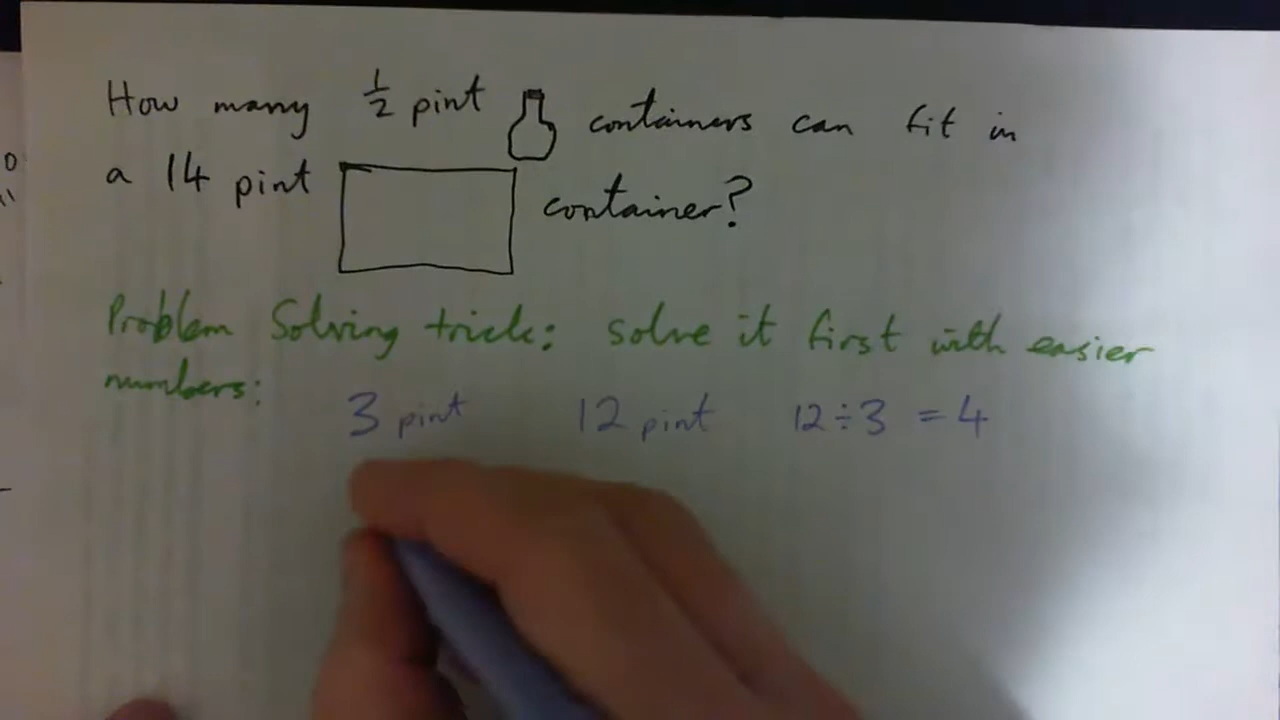 How many 1/2 pint containers can fit in
a 14 pint container?
Problem Solving trick: solve it first with easier
numbers:
3 pint 12 pint 12÷3 = 4